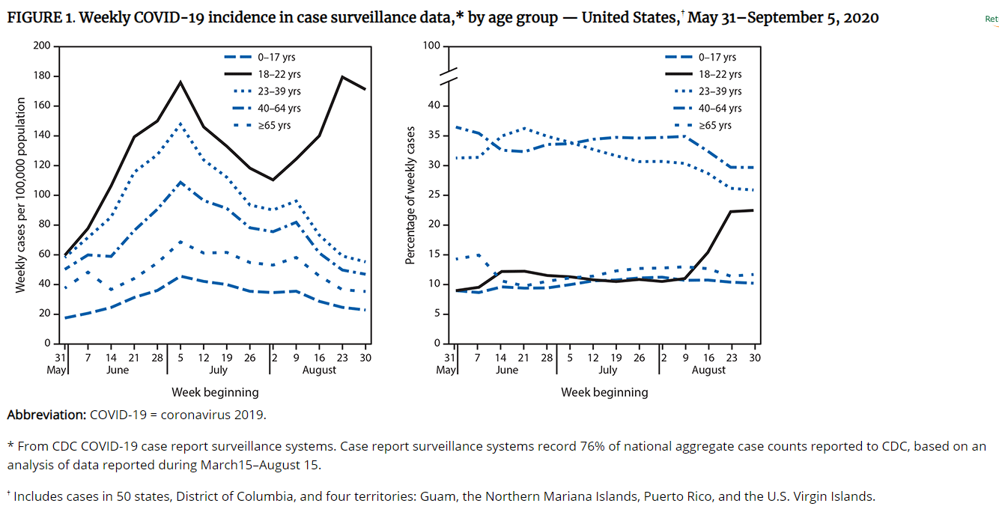 FIGURE 1. Weekly COVID-19 incidence in case surveillance data,* by age group — United States,† May 31–September 5, 2020
Ret
Weekly cases per 100,000 population
200
180
160
140
120
100
80
60
40
20
0
0–17 yrs
18–22 yrs
23–39 yrs
40–64 yrs
≥65 yrs
31 7 14 21 28 5 12 19 26 2 9 16 23 30
May June July August
Week beginning
Percentage of weekly cases
100
40
35
30
25
20
15
10
5
0
0–17 yrs
18–22 yrs
23–39 yrs
40–64 yrs
≥65 yrs
31 7 14 21 28 5 12 19 26 2 9 16 23 30
May June July August
Week beginning
Abbreviation: COVID-19 = coronavirus 2019.
* From CDC COVID-19 case report surveillance systems. Case report surveillance systems record 76% of national aggregate case counts reported to CDC, based on an
analysis of data reported during March15–August 15.
† Includes cases in 50 states, District of Columbia, and four territories: Guam, the Northern Mariana Islands, Puerto Rico, and the U.S. Virgin Islands.